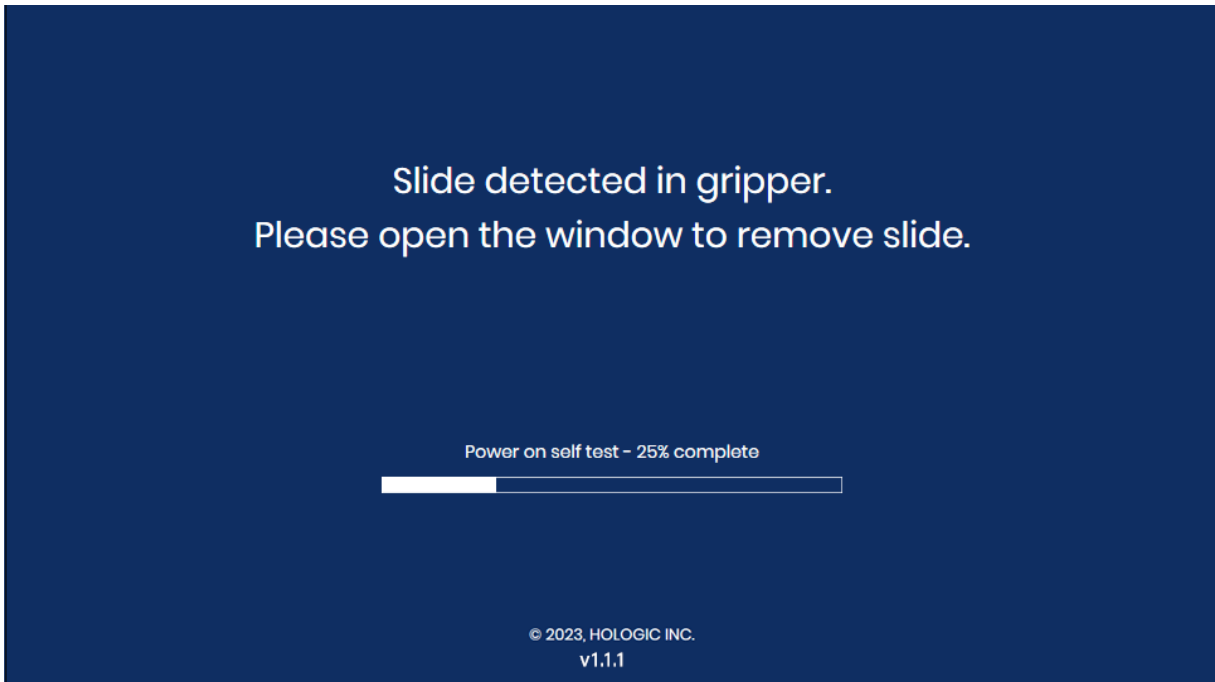 Slide detected in gripper.
Please open the window to remove slide.
Power on self test - 25% complete
© 2023, HOLOGIC INC.
v1.1.1